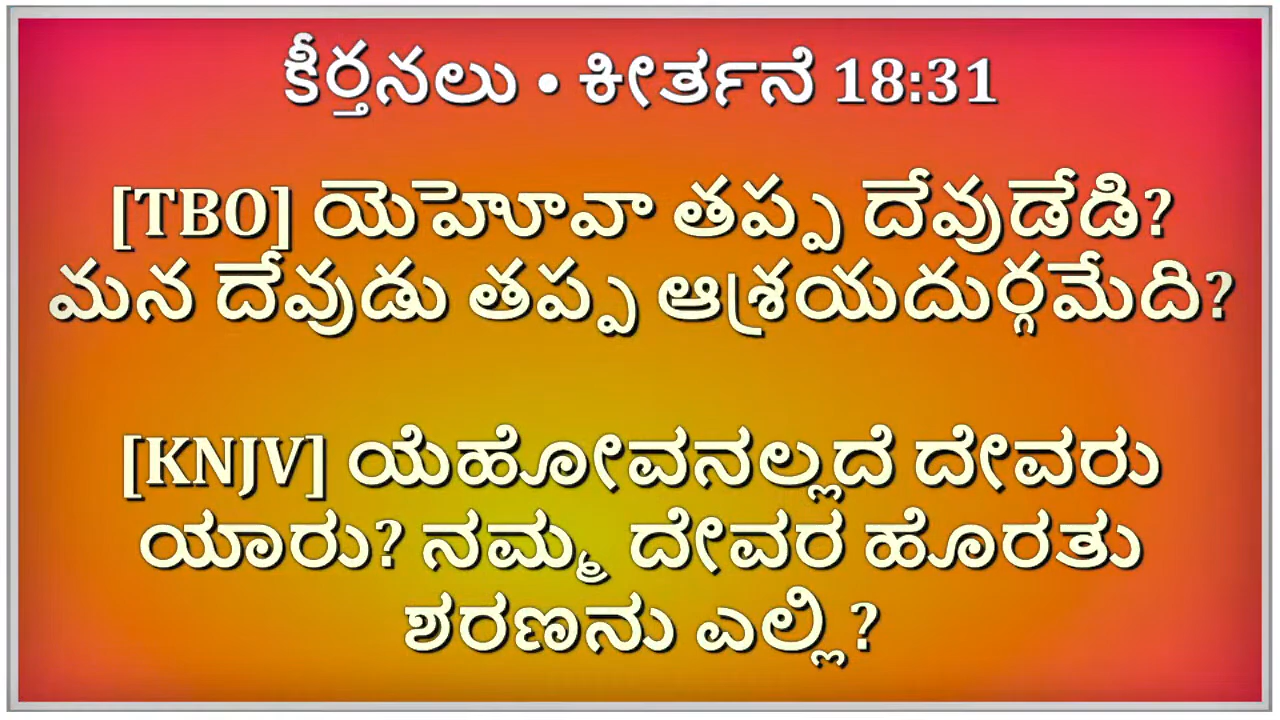 కీర్తనలు • ಕೀರ್ತನೆ 18:31
[TBO] యెహెూవా తప్ప దేవుడేడి?
మన దేవుడు తప్ప ఆశ్రయదుర్గమేది?
[KNJV] ಯೆಹೋವನಲ್ಲದೆ ದೇವರು
ಯಾರು? ನಮ್ಮ ದೇವರ ಹೊರತು
ಶರಣನು ಎಲ್ಲಿ?